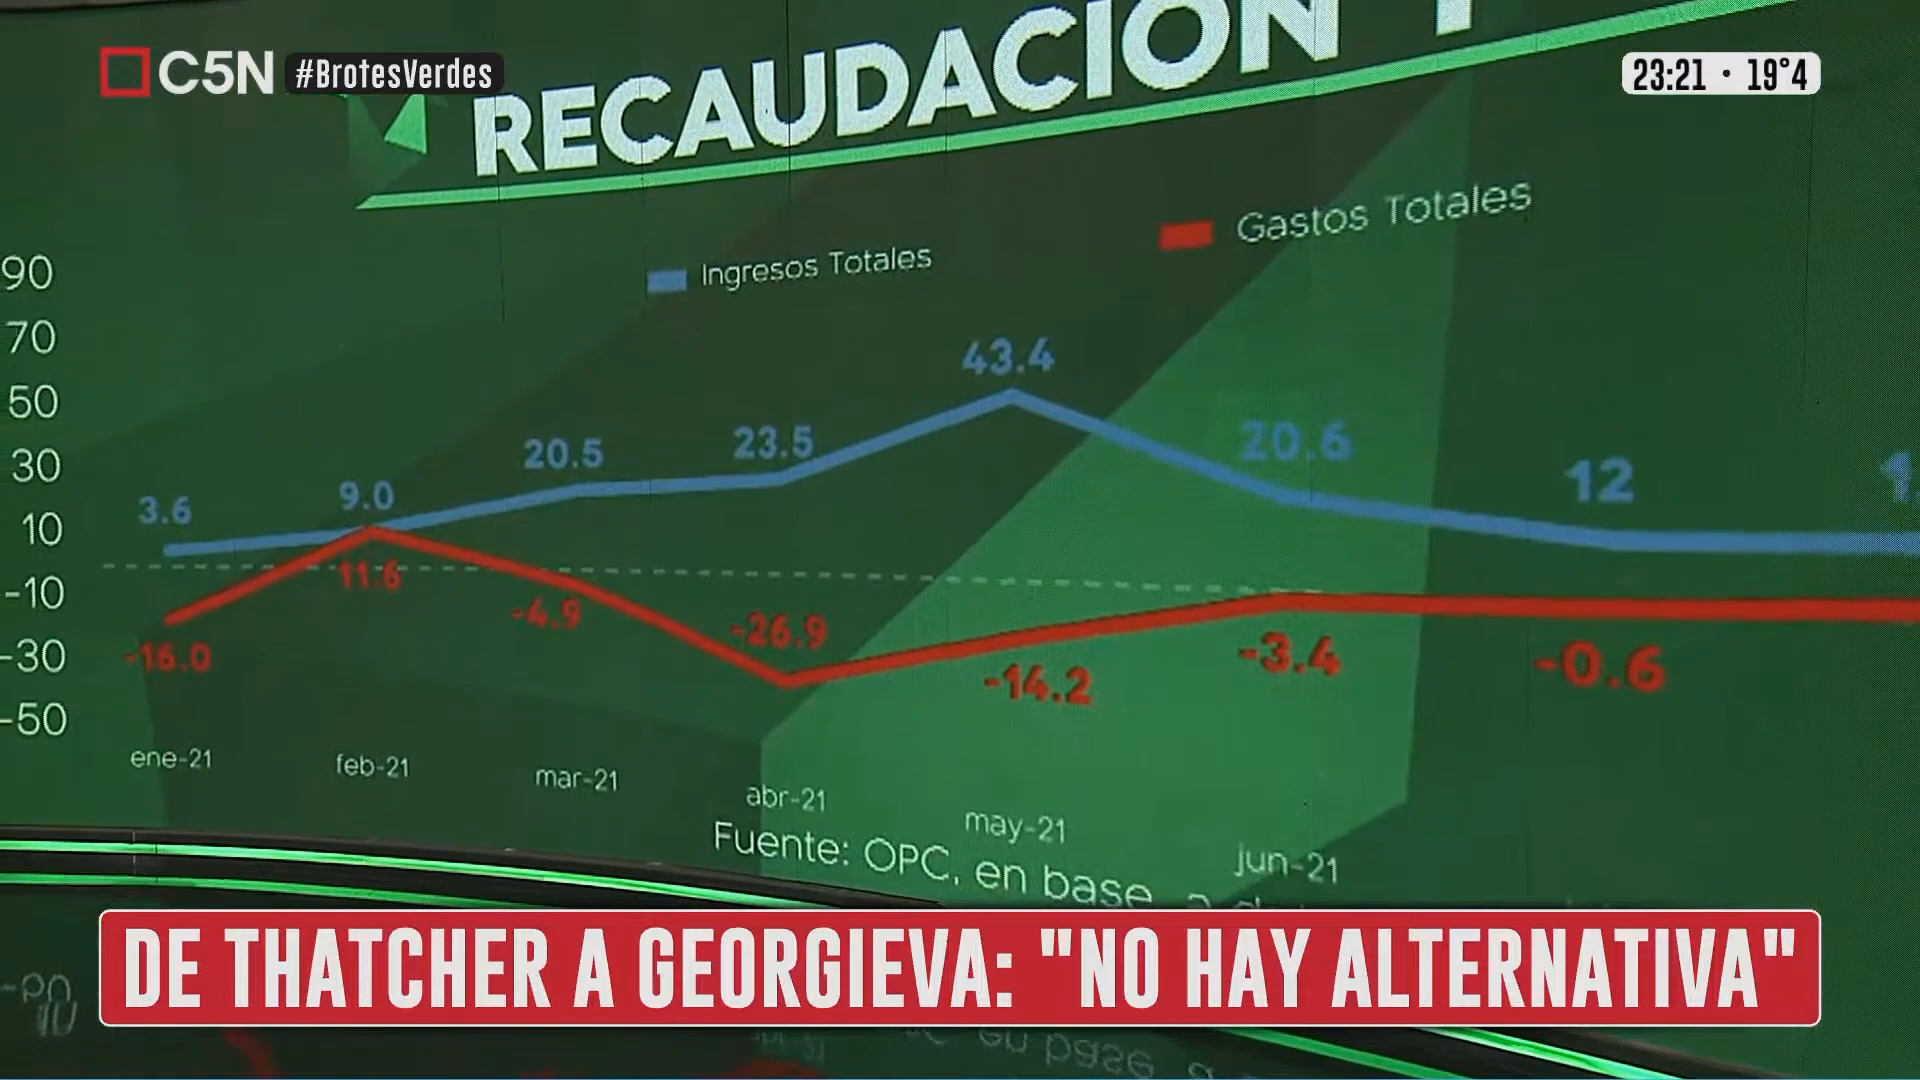 C5N #BrotesVerdes
23:21 · 19°4
RECAUDACIÓN
Ingresos Totales
Gastos Totales
90
70
50
30
10
-10
-30
-50
3.6
9.0
20.5
23.5
43.4
20.6
12
-16.0
11.6
-4.9
-26.9
-14.2
-3.4
-0.6
ene-21
feb-21
mar-21
abr-21
may-21
jun-21
Fuente: OPC, en base
DE THATCHER A GEORGIEVA: "NO HAY ALTERNATIVA"